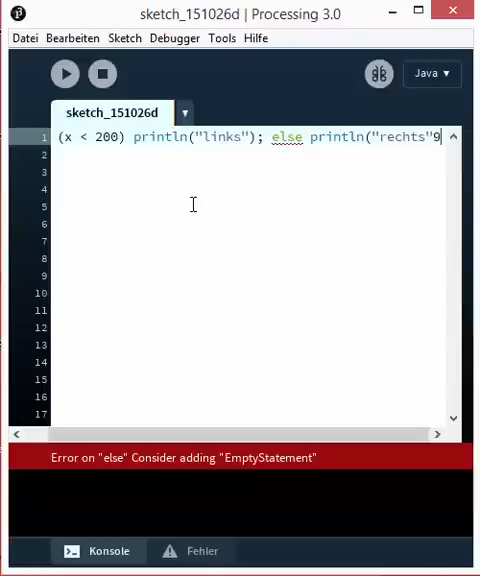 sketch_151026d | Processing 3.0
Datei Bearbeiten Sketch Debugger Tools Hilfe
Java ▾
sketch_151026d
1 (x < 200) println("links"); else println("rechts"9
2
3
4
5
6
7
8
9
10
11
12
13
14
15
16
17
Error on "else" Consider adding "EmptyStatement"
Konsole Fehler